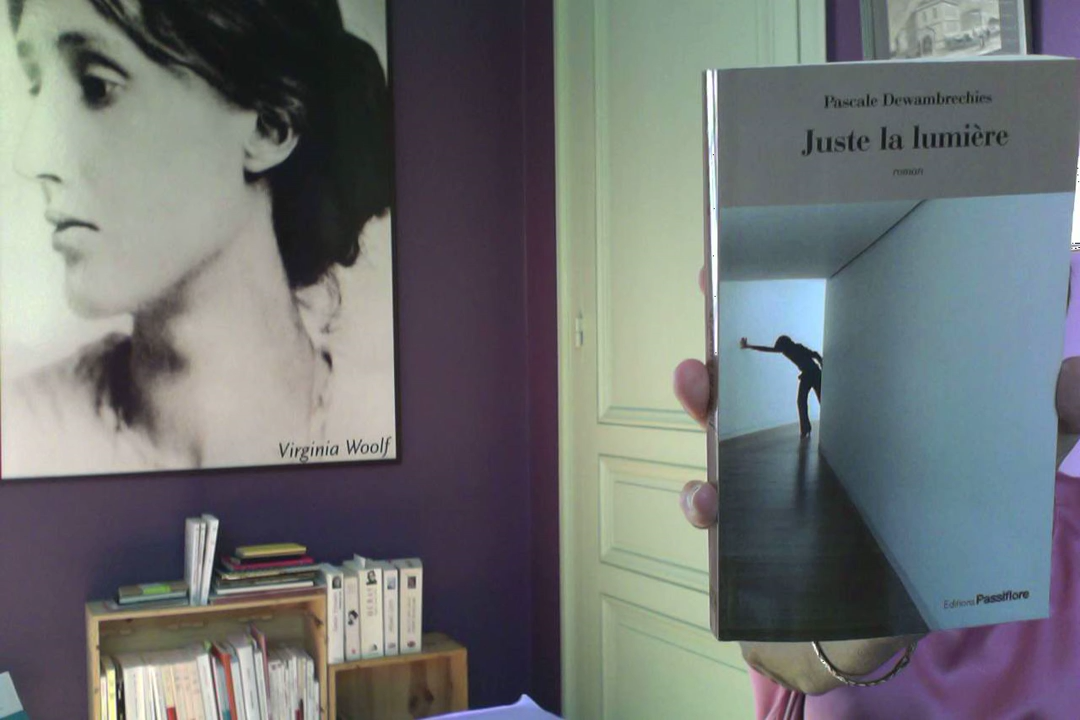 Virginia Woolf
Pascale Dewambrechies
Juste la lumière
roman
Editions Passiflore